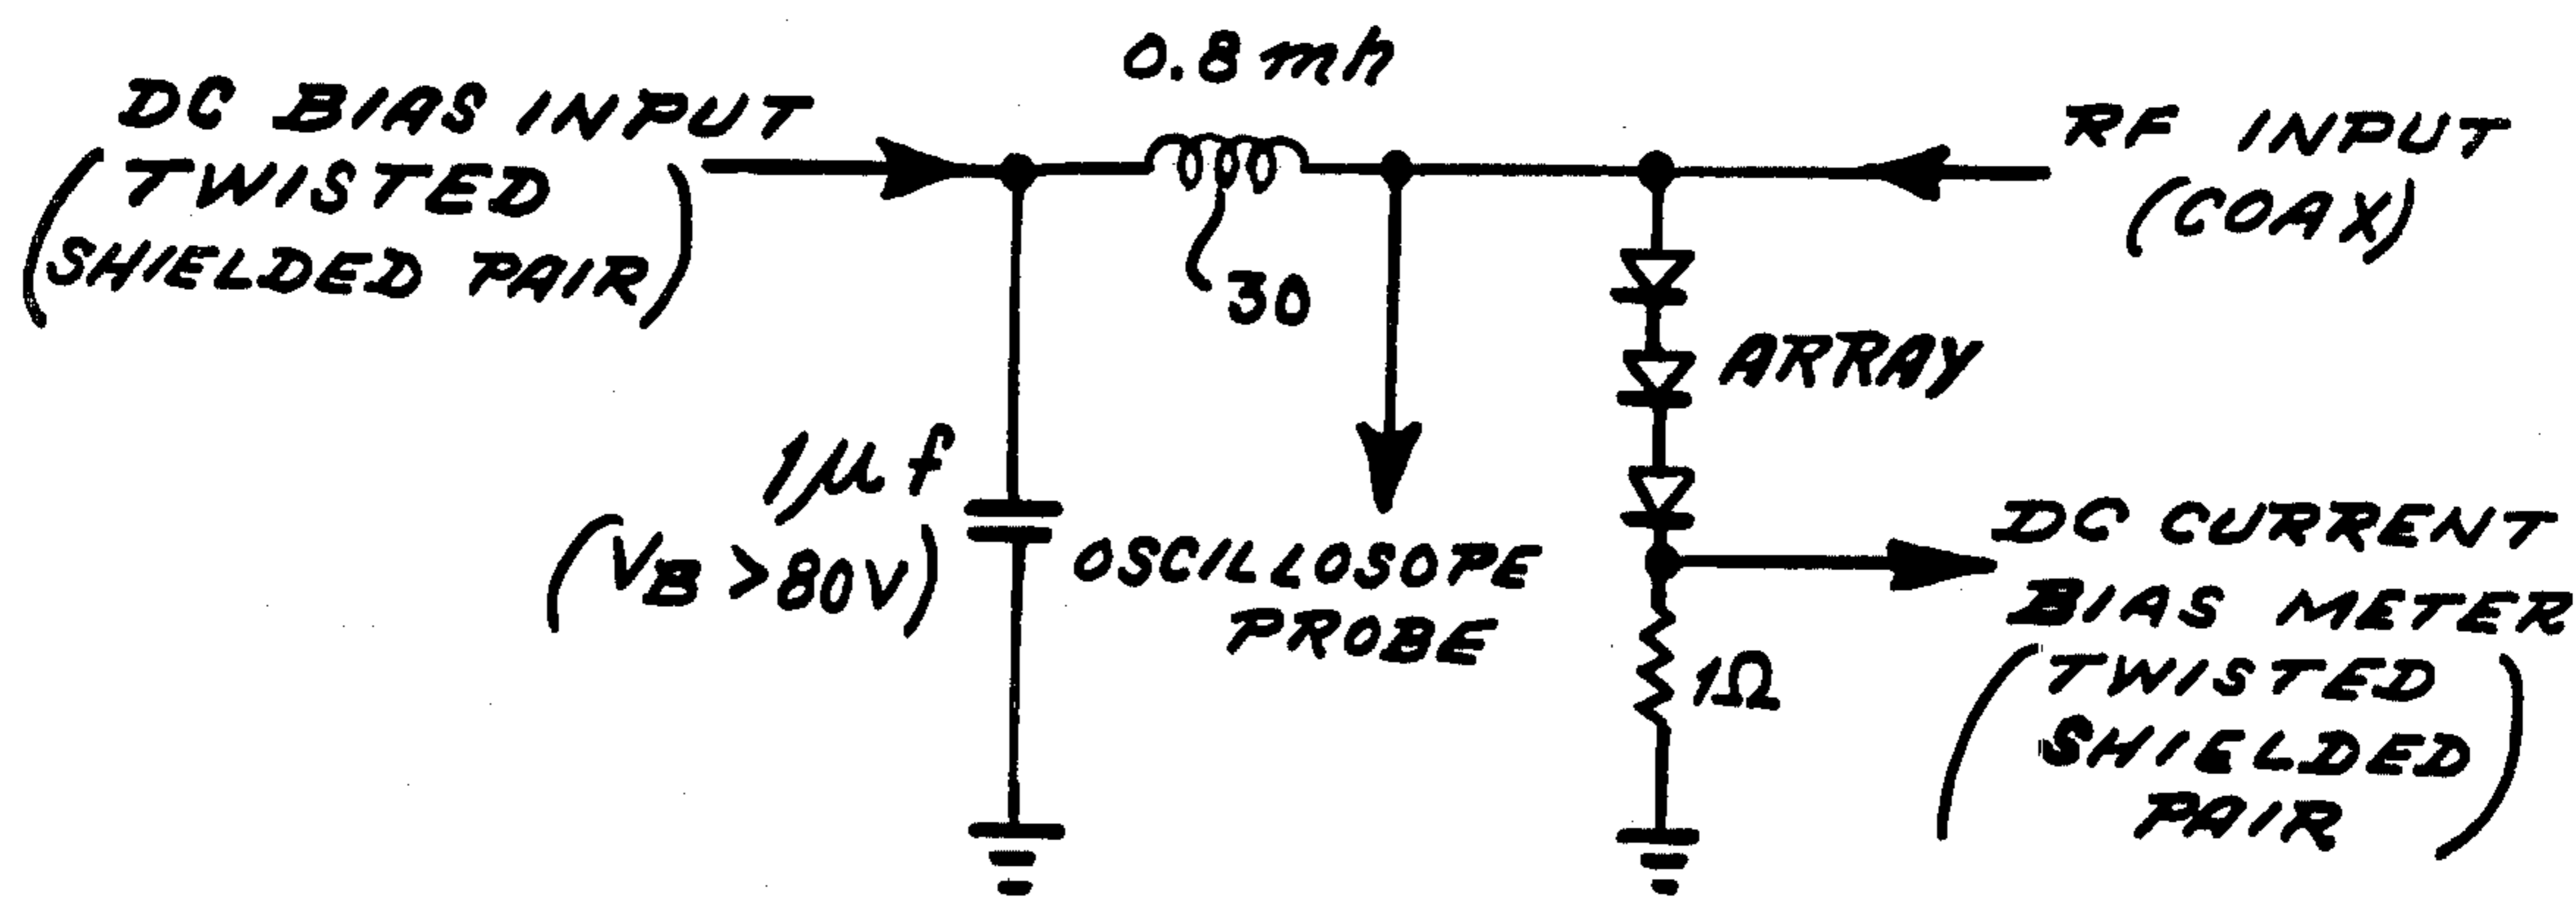 0.8 mh
DC BIAS INPUT
(TWISTED
SHIELDED PAIR)
30
RF INPUT
(COAX)
ARRAY
1µf
(VB > 80V)
OSCILLOSOPE
PROBE
1Ω
DC CURRENT
BIAS METER
(TWISTED
SHIELDED
PAIR)